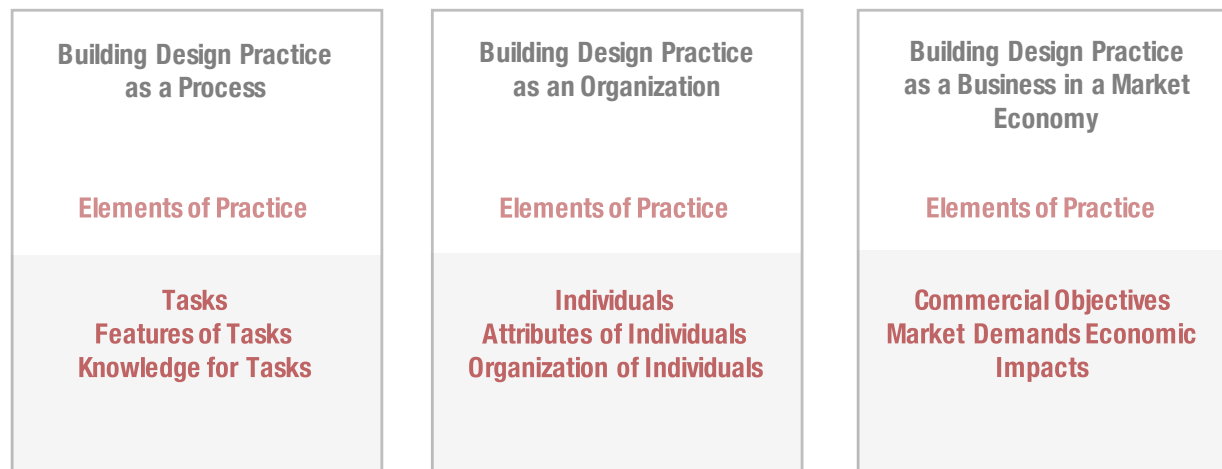 Building Design Practice
as a Process
Elements of Practice
Tasks
Features of Tasks
Knowledge for Tasks
Building Design Practice
as an Organization
Elements of Practice
Individuals
Attributes of Individuals
Organization of Individuals
Building Design Practice
as a Business in a Market
Economy
Elements of Practice
Commercial Objectives
Market Demands Economic
Impacts